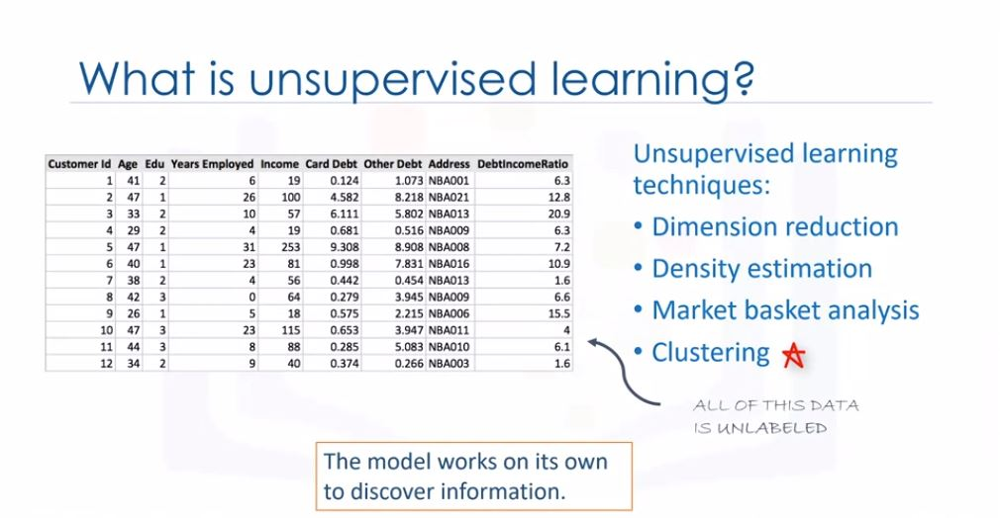 What is unsupervised learning?
Customer Id Age Edu Years Employed Income Card Debt Other Debt Address DebtIncomeRatio
1 41 2 6 19 0.124 1.073 NBA001 6.3
2 47 1 26 100 4.582 8.218 NBA021 12.8
3 33 2 10 57 6.111 5.802 NBA013 20.9
4 29 2 4 19 0.681 0.516 NBA009 6.3
5 47 1 31 253 9.308 8.908 NBA008 7.2
6 40 1 23 81 0.998 7.831 NBA016 10.9
7 38 2 4 56 0.442 0.454 NBA013 1.6
8 42 3 0 64 0.279 3.945 NBA009 6.6
9 26 1 5 18 0.575 2.215 NBA006 15.5
10 47 3 23 115 0.653 3.947 NBA011 4
11 44 3 8 88 0.285 5.083 NBA010 6.1
12 34 2 9 40 0.374 0.266 NBA003 1.6
Unsupervised learning
techniques:
• Dimension reduction
• Density estimation
• Market basket analysis
• Clustering
ALL OF THIS DATA
IS UNLABELED
The model works on its own
to discover information.